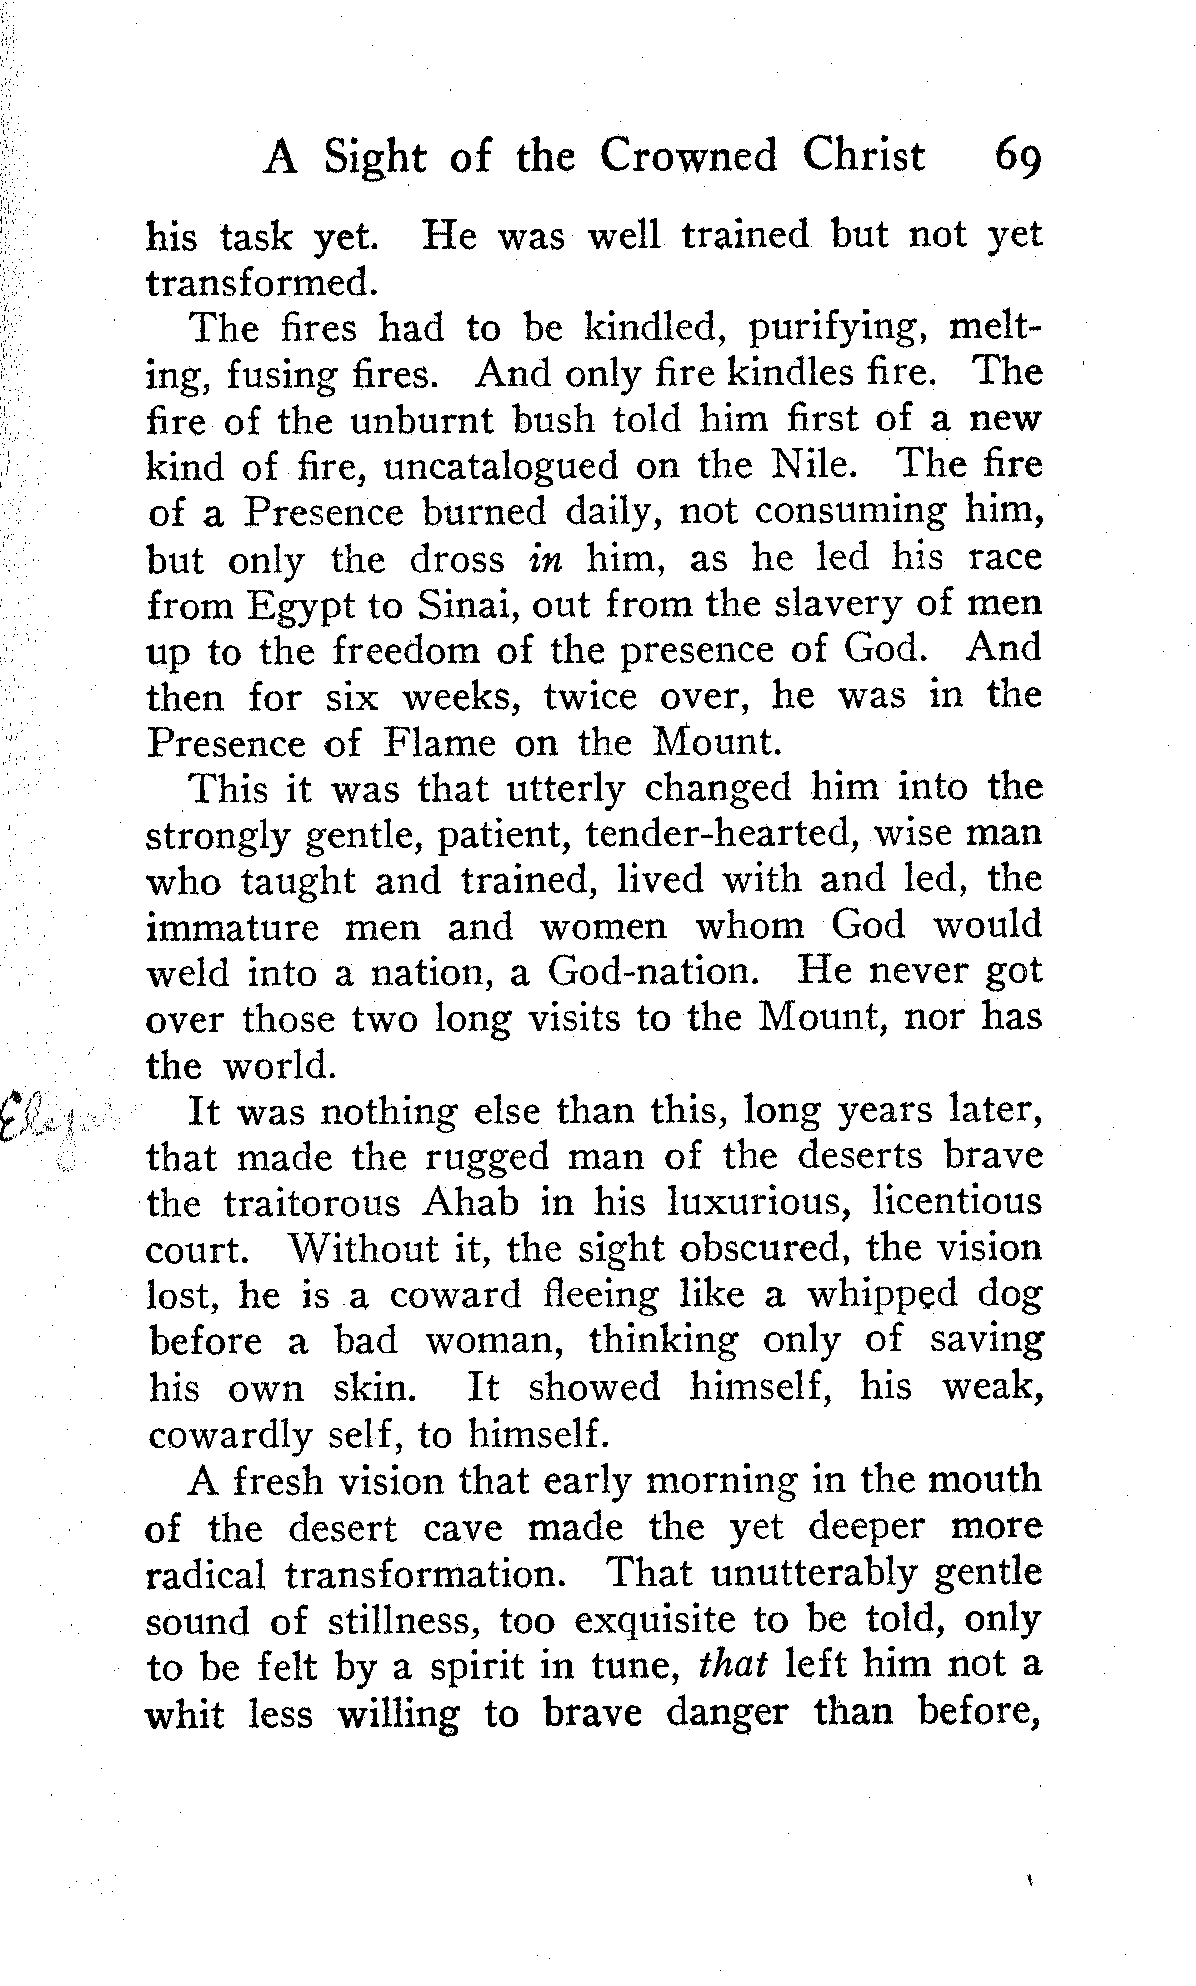 A Sight of the Crowned Christ 69
his task yet. He was well trained but not yet
transformed.
The fires had to be kindled, purifying, melt-
ing, fusing fires. And only fire kindles fire. The
fire of the unburnt bush told him first of a new
kind of fire, uncatalogued on the Nile. The fire
of a Presence burned daily, not consuming him,
but only the dross in him, as he led his race
from Egypt to Sinai, out from the slavery of men
up to the freedom of the presence of God. And
then for six weeks, twice over, he was in the
Presence of Flame on the Mount.
This it was that utterly changed him into the
strongly gentle, patient, tender-hearted, wise man
who taught and trained, lived with and led, the
immature men and women whom God would
weld into a nation, a God-nation. He never got
over those two long visits to the Mount, nor has
the world.
It was nothing else than this, long years later,
that made the rugged man of the deserts brave
the traitorous Ahab in his luxurious, licentious
court. Without it, the sight obscured, the vision
lost, he is a coward fleeing like a whipped dog
before a bad woman, thinking only of saving
his own skin. It showed himself, his weak,
cowardly self, to himself.
A fresh vision that early morning in the mouth
of the desert cave made the yet deeper more
radical transformation. That unutterably gentle
sound of stillness, too exquisite to be told, only
to be felt by a spirit in tune, that left him not a
whit less willing to brave danger than before,